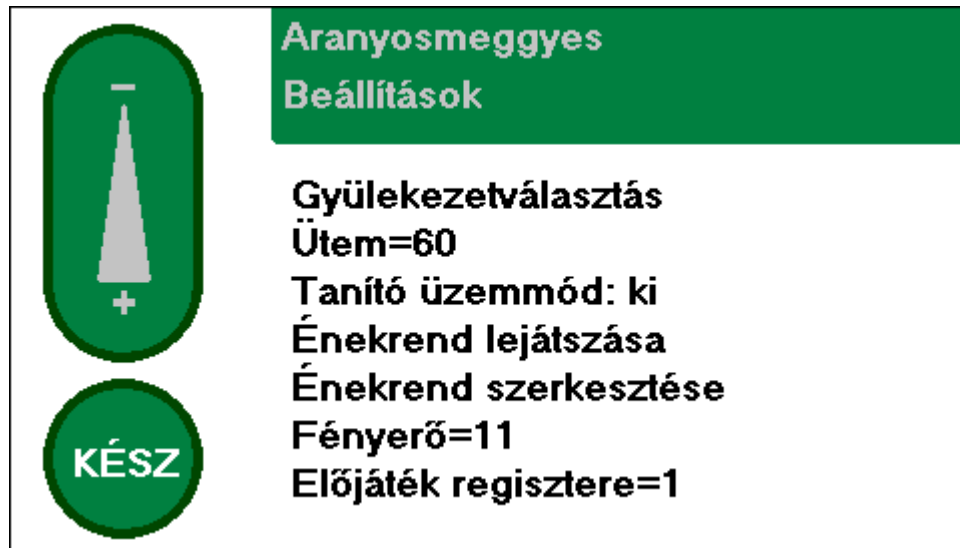 −
+
KÉSZ
Aranyosmeggyes
Beállítások
Gyülekezetválasztás
Ütem=60
Tanító üzemmód: ki
Énekrend lejátszása
Énekrend szerkesztése
Fényerő=11
Előjáték regisztere=1